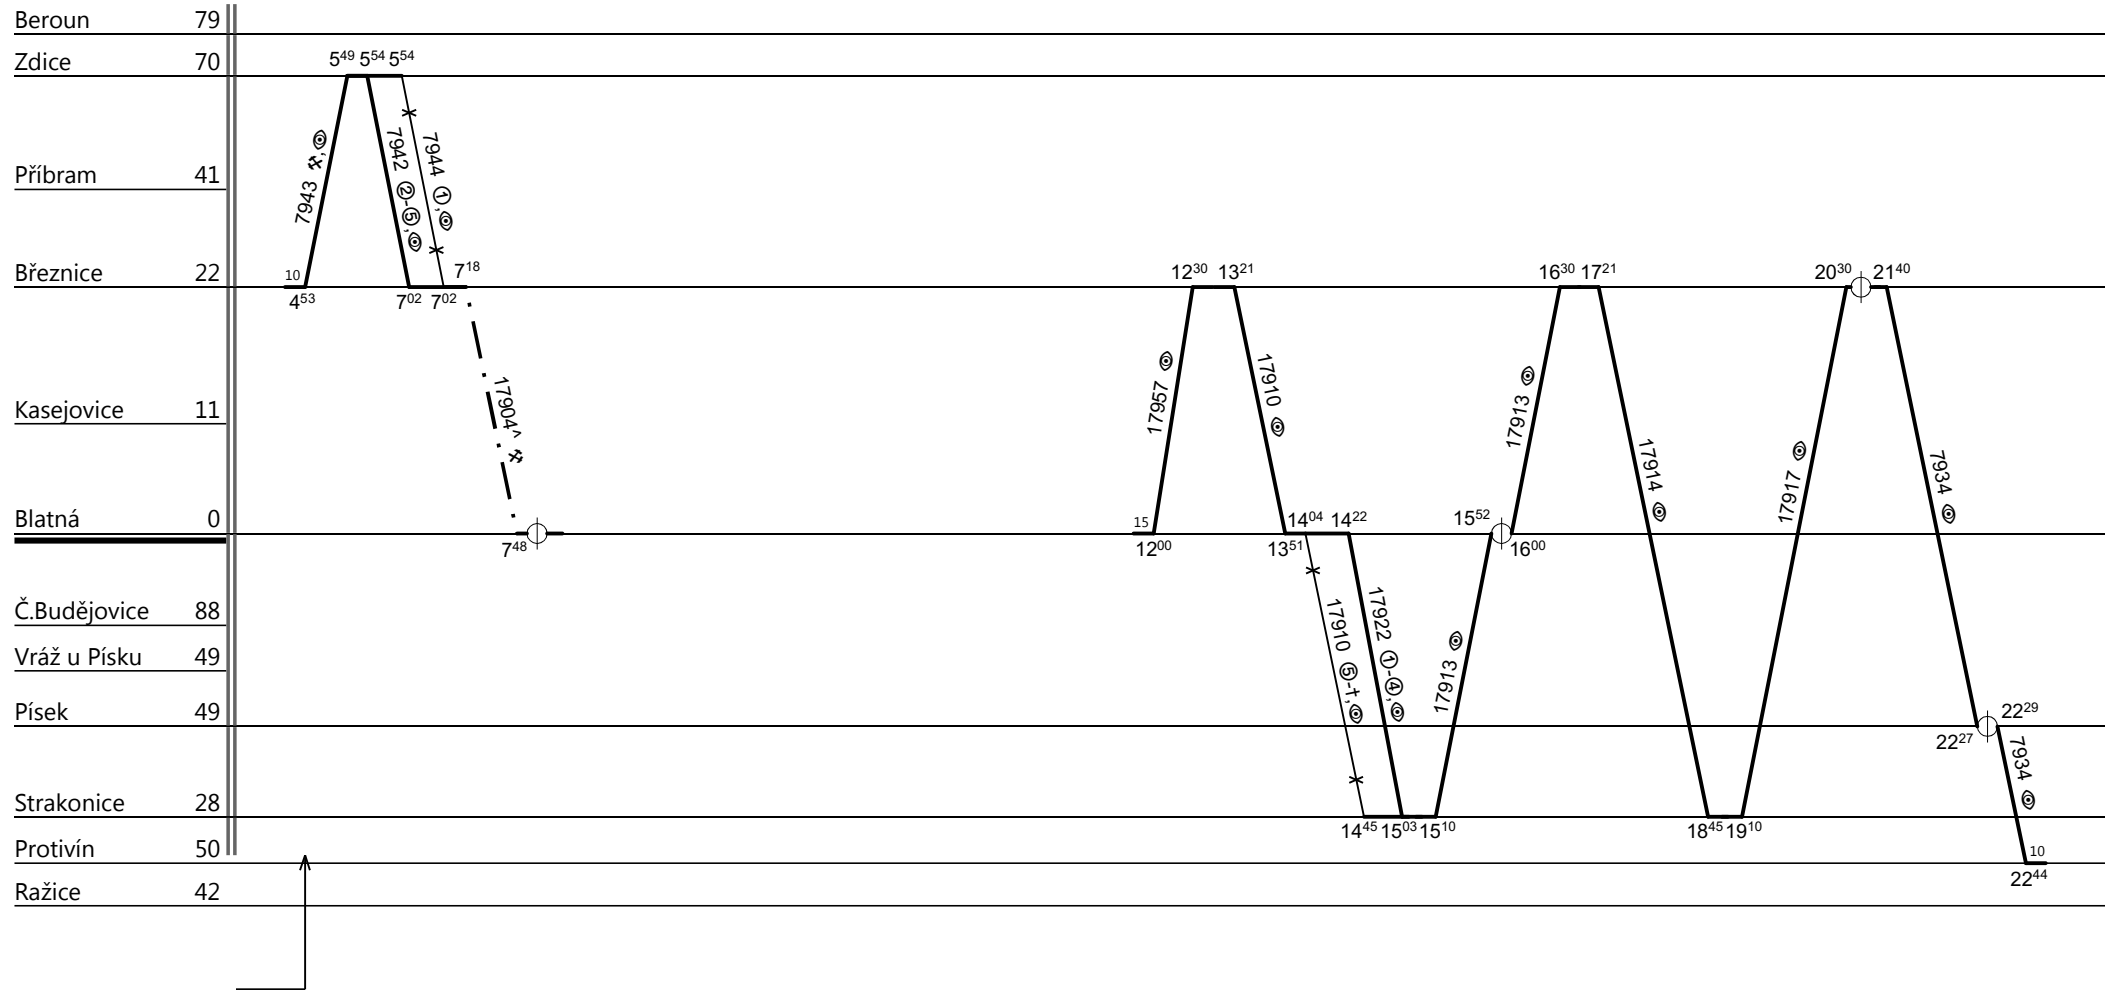 Beroun 79
Zdice 70
5⁴⁹ 5⁵⁴ 5⁵⁴
7943 ⚒,
7942 ②-⑤,
7944 ①,
Příbram 41
Březnice 22
10
4⁵³
7⁰² 7⁰²
7¹⁸
12³⁰ 13²¹
16³⁰ 17²¹
20³⁰ 21⁴⁰
17904^ ⚒
17957
17910
17913
17914
17917
7934
Kasejovice 11
Blatná 0
7⁴⁸
15
12⁰⁰
13⁵¹
14⁰⁴ 14²²
15⁵²
16⁰⁰
17910 ⑤-†,
17922 ①-④,
17913
Č.Budějovice 88
Vráž u Písku 49
Písek 49
22²⁷
22²⁹
7934
Strakonice 28
14⁴⁵ 15⁰³ 15¹⁰
18⁴⁵ 19¹⁰
Protivín 50
10
22⁴⁴
Ražice 42